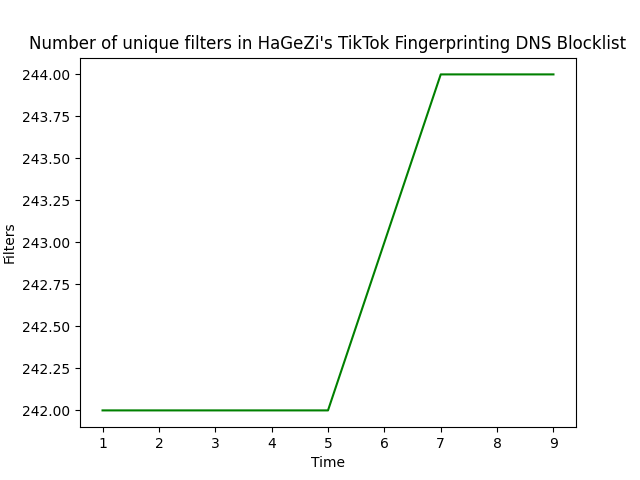 Number of unique filters in HaGeZi's TikTok Fingerprinting DNS Blocklist
244.00
243.75
243.50
243.25
243.00
242.75
242.50
242.25
242.00
Filters
1 2 3 4 5 6 7 8 9
Time